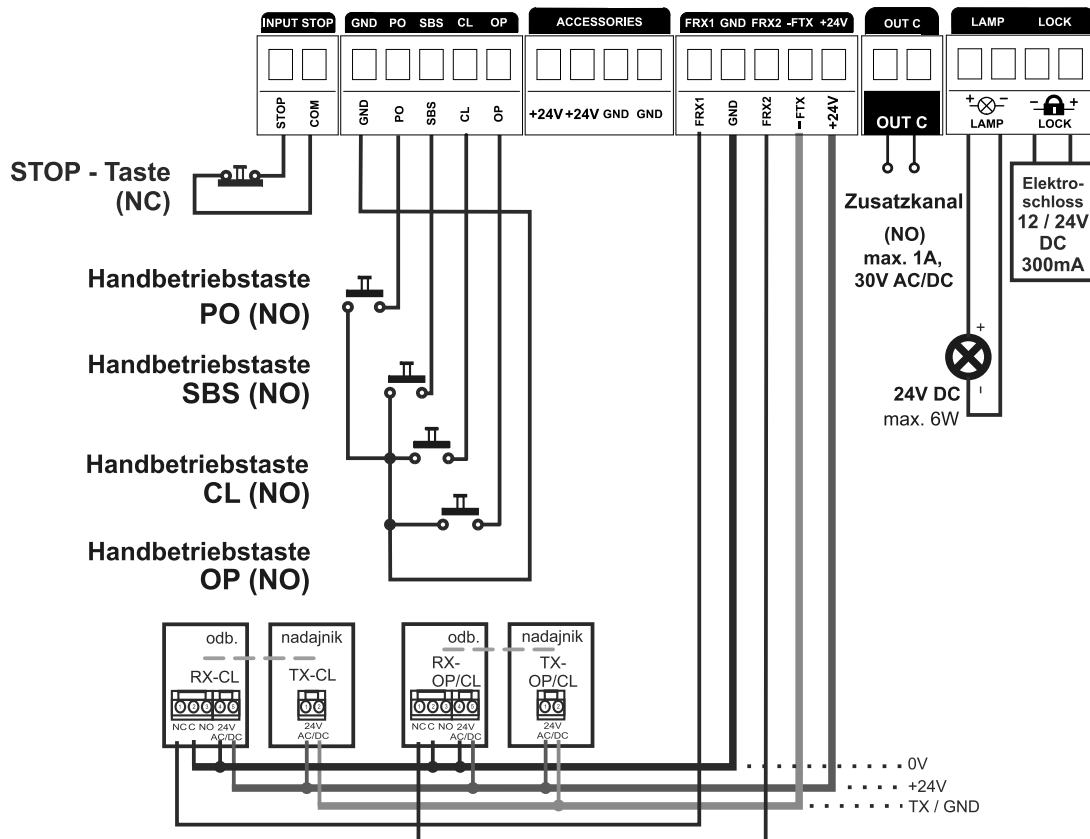 INPUT STOP
GND PO SBS CL OP
ACCESSORIES
FRX1 GND FRX2 -FTX +24V
OUT C
LAMP LOCK
STOP COM
GND PO SBS CL OP
+24V +24V GND GND
FRX1 GND FRX2 -FTX +24V
OUT C
+ LAMP
- + LOCK
STOP - Taste
(NC)
Handbetriebstaste
PO (NO)
Handbetriebstaste
SBS (NO)
Handbetriebstaste
CL (NO)
Handbetriebstaste
OP (NO)
Zusatzkanal
(NO)
max. 1A,
30V AC/DC
Elektro-
schloss
12 / 24V
DC
300mA
+
-
24V DC
max. 6W
odb.
RX-CL
NC C NO 24V
AC/DC
nadajnik
TX-CL
24V
AC/DC
odb.
RX-
OP/CL
NC C NO 24V
AC/DC
nadajnik
TX-
OP/CL
24V
AC/DC
0V
+24V
TX / GND